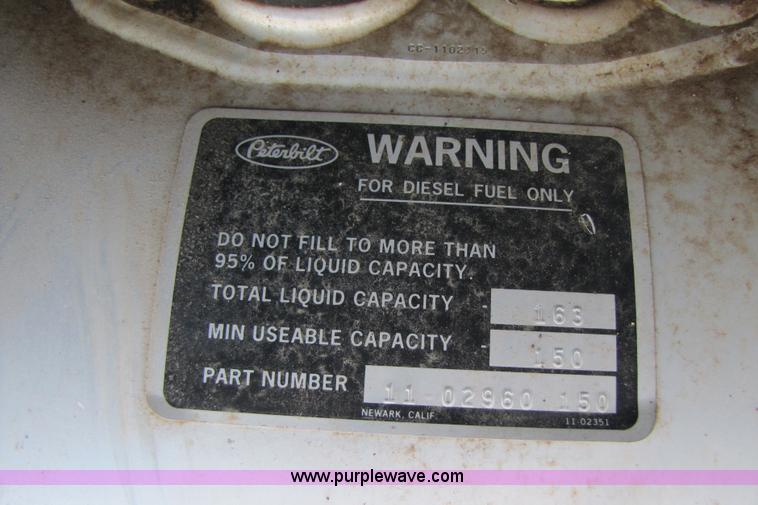 CC-1102115
Peterbilt
WARNING
FOR DIESEL FUEL ONLY
DO NOT FILL TO MORE THAN
95% OF LIQUID CAPACITY.
TOTAL LIQUID CAPACITY - 163
MIN USEABLE CAPACITY - 150
PART NUMBER 11-02960-150
NEWARK, CALIF. 11-02351
www.purplewave.com